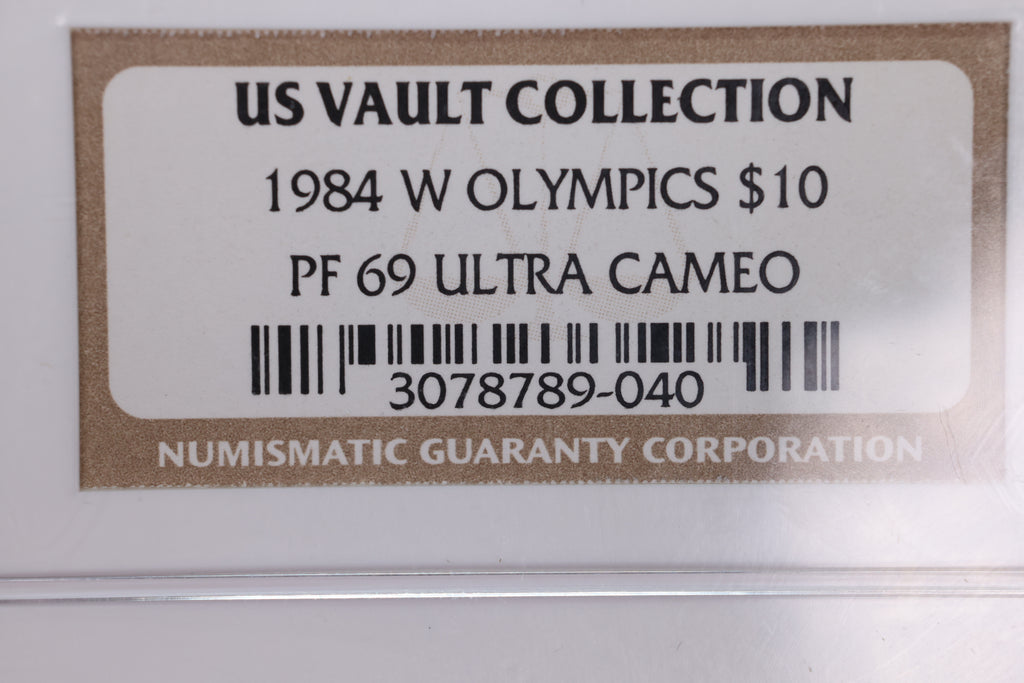 US VAULT COLLECTION
1984 W OLYMPICS $10
PF 69 ULTRA CAMEO
3078789-040
NUMISMATIC GUARANTY CORPORATION